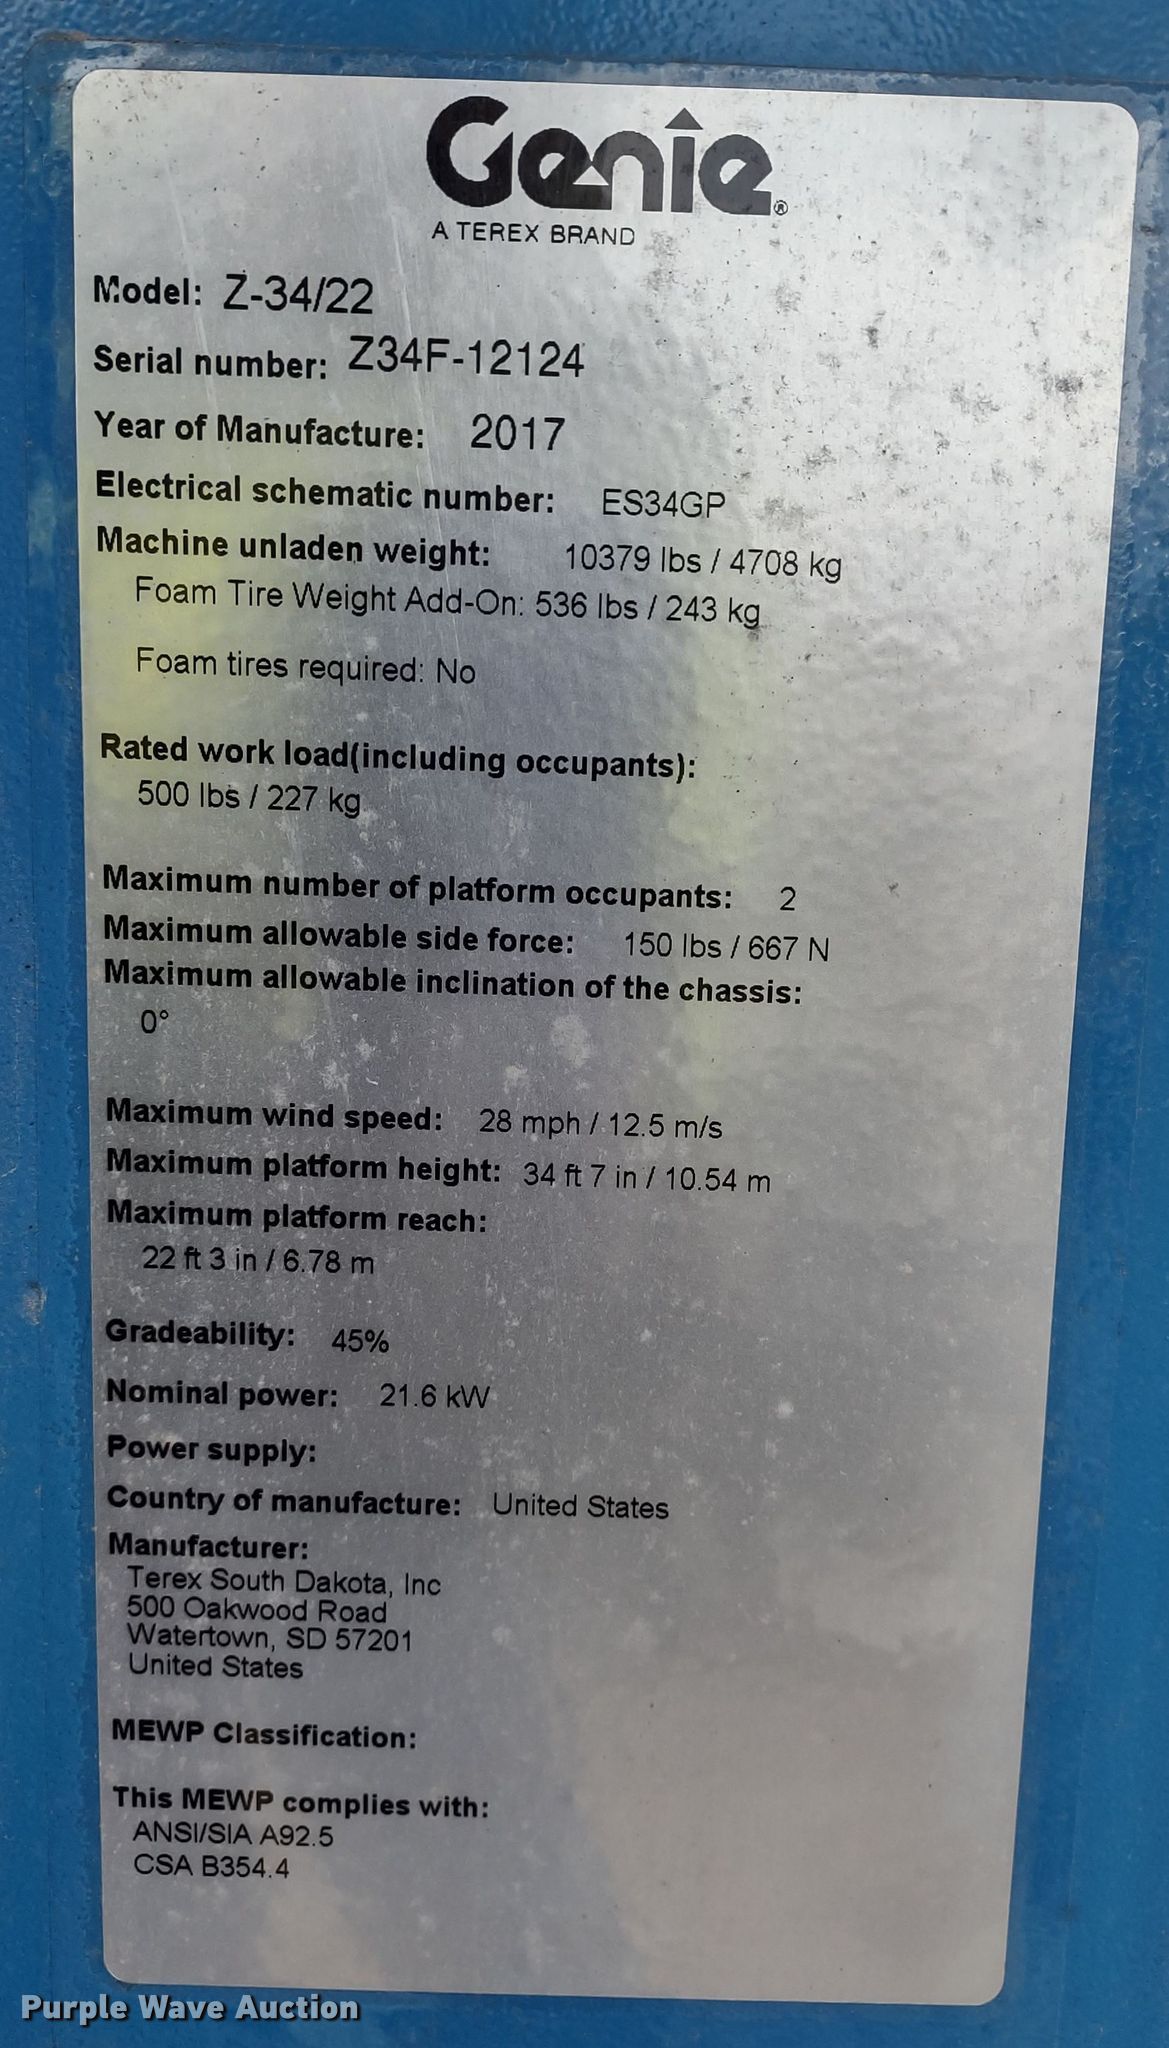 Genie®
A TEREX BRAND
Model: Z-34/22
Serial number: Z34F-12124
Year of Manufacture: 2017
Electrical schematic number: ES34GP
Machine unladen weight: 10379 lbs / 4708 kg
Foam Tire Weight Add-On: 536 lbs / 243 kg
Foam tires required: No
Rated work load(including occupants):
500 lbs / 227 kg
Maximum number of platform occupants: 2
Maximum allowable side force: 150 lbs / 667 N
Maximum allowable inclination of the chassis:
0°
Maximum wind speed: 28 mph / 12.5 m/s
Maximum platform height: 34 ft 7 in / 10.54 m
Maximum platform reach:
22 ft 3 in / 6.78 m
Gradeability: 45%
Nominal power: 21.6 kW
Power supply:
Country of manufacture: United States
Manufacturer:
Terex South Dakota, Inc
500 Oakwood Road
Watertown, SD 57201
United States
MEWP Classification:
This MEWP complies with:
ANSI/SIA A92.5
CSA B354.4
Purple Wave Auction